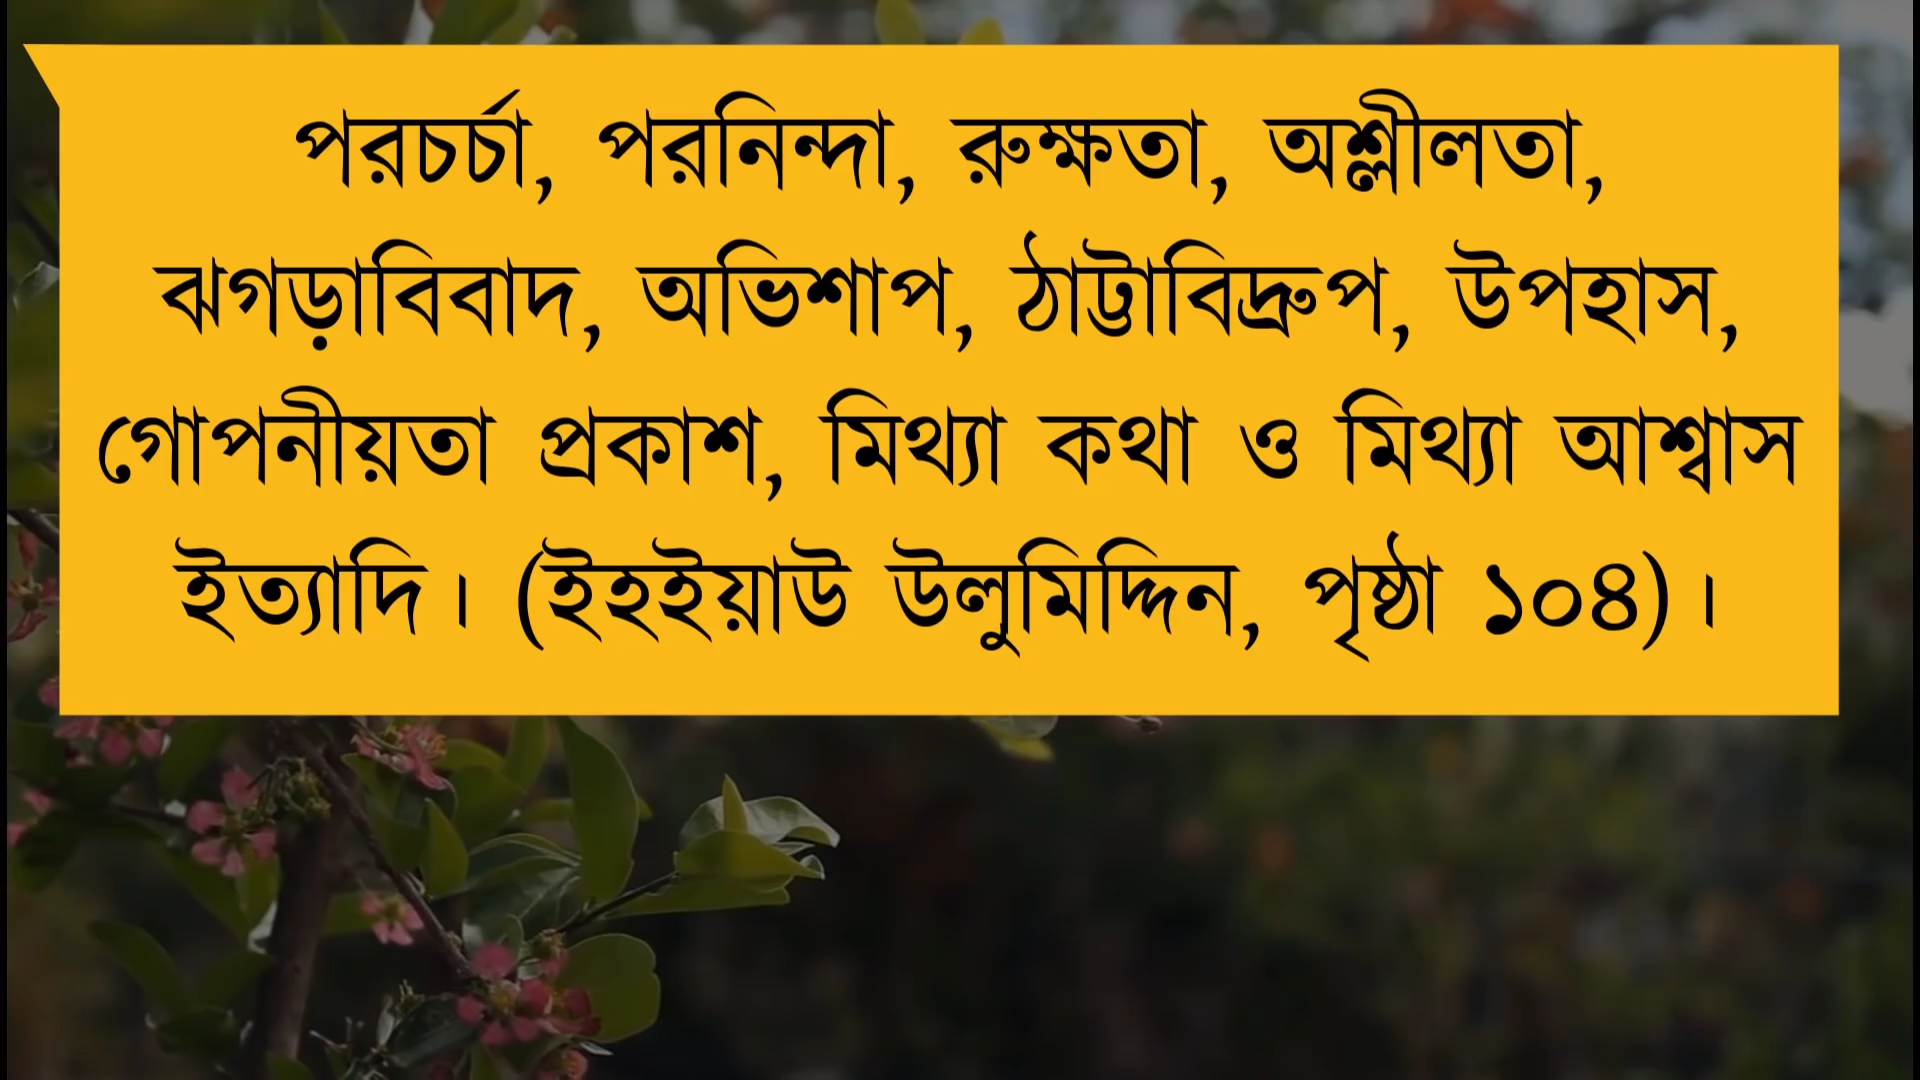 পরচর্চা, পরনিন্দা, রুক্ষতা, অশ্লীলতা,
ঝগড়াবিবাদ, অভিশাপ, ঠাট্টাবিদ্রুপ, উপহাস,
গোপনীয়তা প্রকাশ, মিথ্যা কথা ও মিথ্যা আশ্বাস
ইত্যাদি। (ইহইয়াউ উলুমিদ্দিন, পৃষ্ঠা ১০৪)।